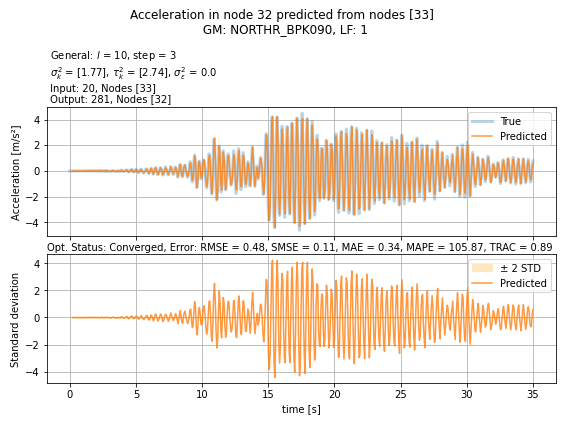 Acceleration in node 32 predicted from nodes [33]
GM: NORTHR_BPK090, LF: 1
General: l = 10, step = 3
σ²ₖ = [1.77], τ²ₖ = [2.74], σ²ε = 0.0
Input: 20, Nodes [33]
Output: 281, Nodes [32]
Acceleration [m/s²]
4
2
0
−2
−4
True
Predicted
Opt. Status: Converged, Error: RMSE = 0.48, SMSE = 0.11, MAE = 0.34, MAPE = 105.87, TRAC = 0.89
Standard deviation
4
2
0
−2
−4
± 2 STD
Predicted
0 5 10 15 20 25 30 35
time [s]